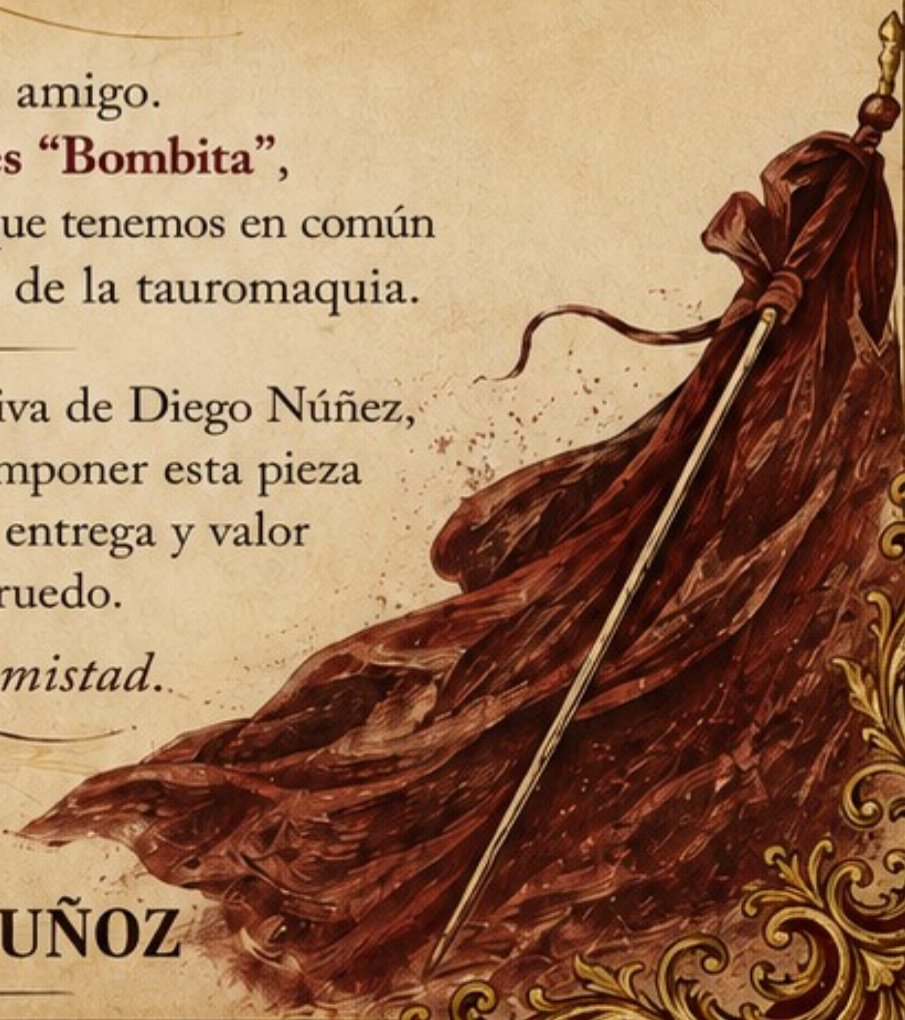 amigo.
es “Bombita”,
que tenemos en común
de la tauromaquia.
iva de Diego Núñez,
mponer esta pieza
entrega y valor
ruedo.
mistad.
UÑOZ